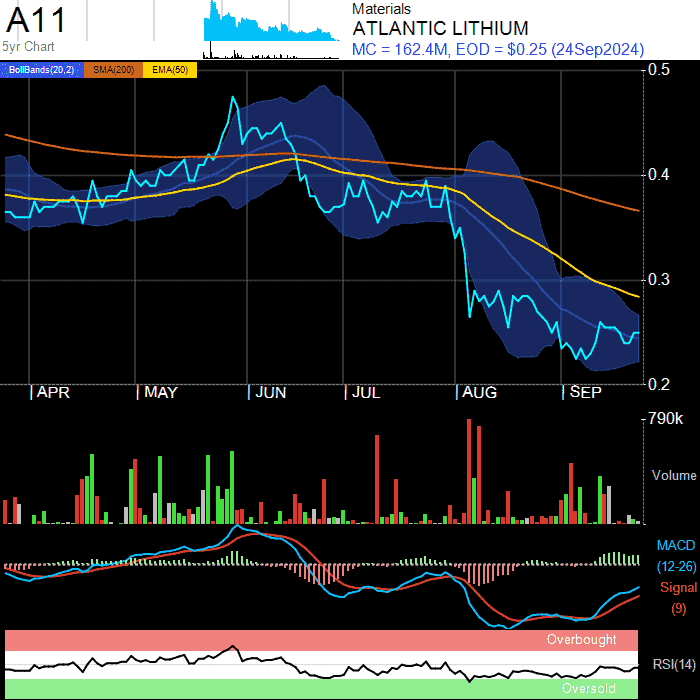 A11
5yr Chart
Materials
ATLANTIC LITHIUM
MC = 162.4M, EOD = $0.25 (24Sep2024)
BollBands(20,2) SMA(200) EMA(50)
0.5
0.4
0.3
0.2
APR MAY JUN JUL AUG SEP
790k
Volume
MACD
(12-26)
Signal
(9)
Overbought
RSI(14)
Oversold